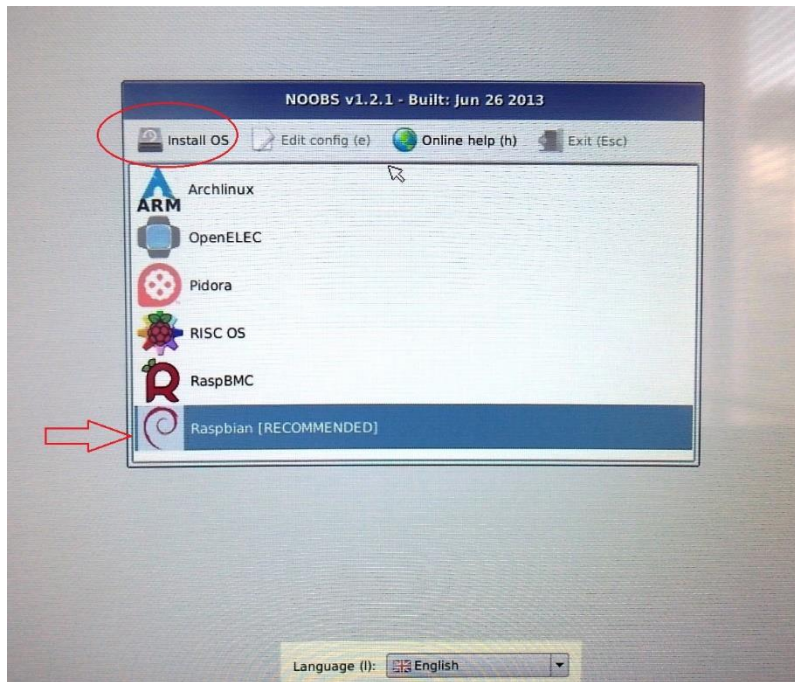 NOOBS v1.2.1 - Built: Jun 26 2013
Install OS Edit config (e) Online help (h) Exit (Esc)
ARM
Archlinux
OpenELEC
Pidora
RISC OS
RaspBMC
Raspbian [RECOMMENDED]
Language (l): English